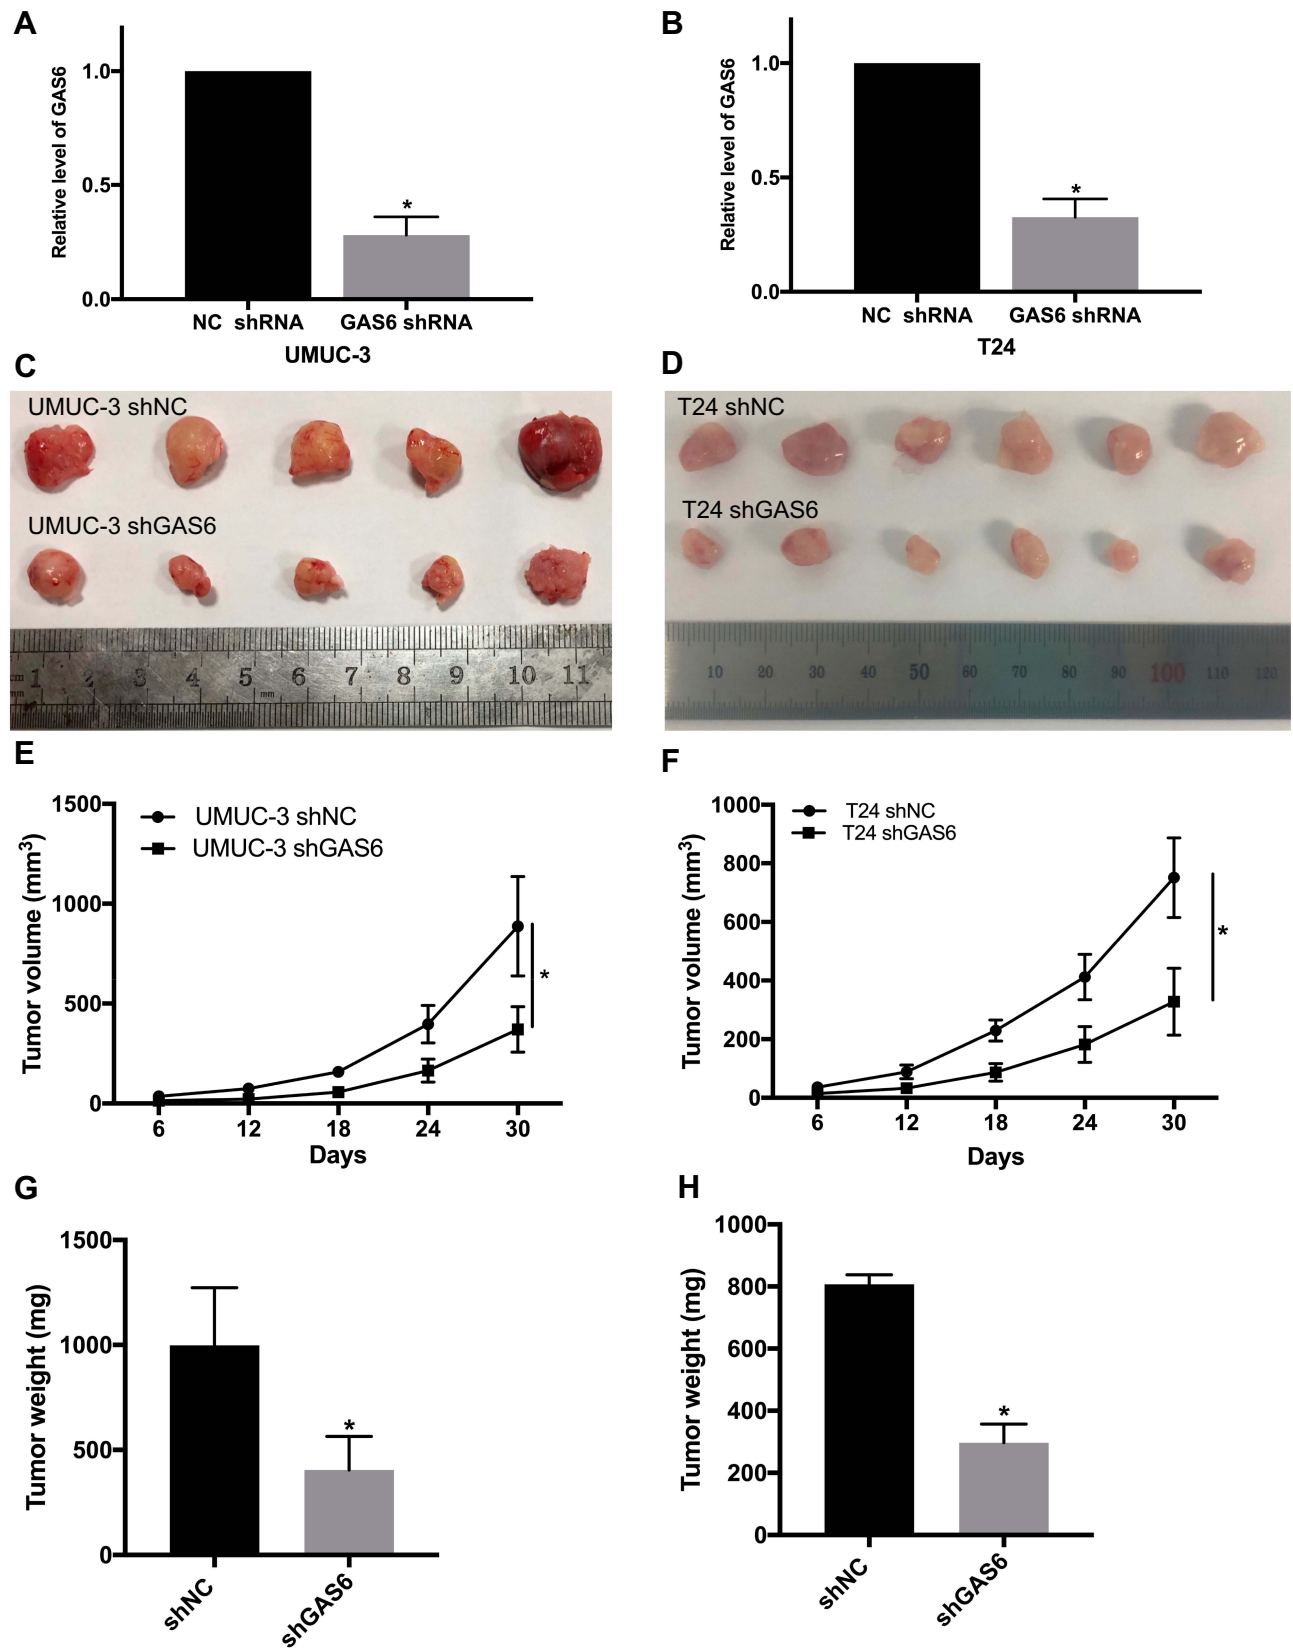 A
Relative level of GAS6
1.0
0.5
0.0
*
NC shRNA
GAS6 shRNA
UMUC-3
B
Relative level of GAS6
1.0
0.5
0.0
*
NC shRNA
GAS6 shRNA
T24
C
UMUC-3 shNC
UMUC-3 shGAS6
cm 1 2 3 4 5 6 7 8 9 10 11
mm
mm
D
T24 shNC
T24 shGAS6
10 20 30 40 50 60 70 80 90 100 110 120
E
Tumor volume (mm³)
1500
1000
500
0
UMUC-3 shNC
UMUC-3 shGAS6
*
6 12 18 24 30
Days
F
Tumor volume (mm³)
1000
800
600
400
200
0
T24 shNC
T24 shGAS6
*
6 12 18 24 30
Days
G
Tumor weight (mg)
1500
1000
500
0
*
shNC
shGAS6
H
Tumor weight (mg)
1000
800
600
400
200
0
*
shNC
shGAS6